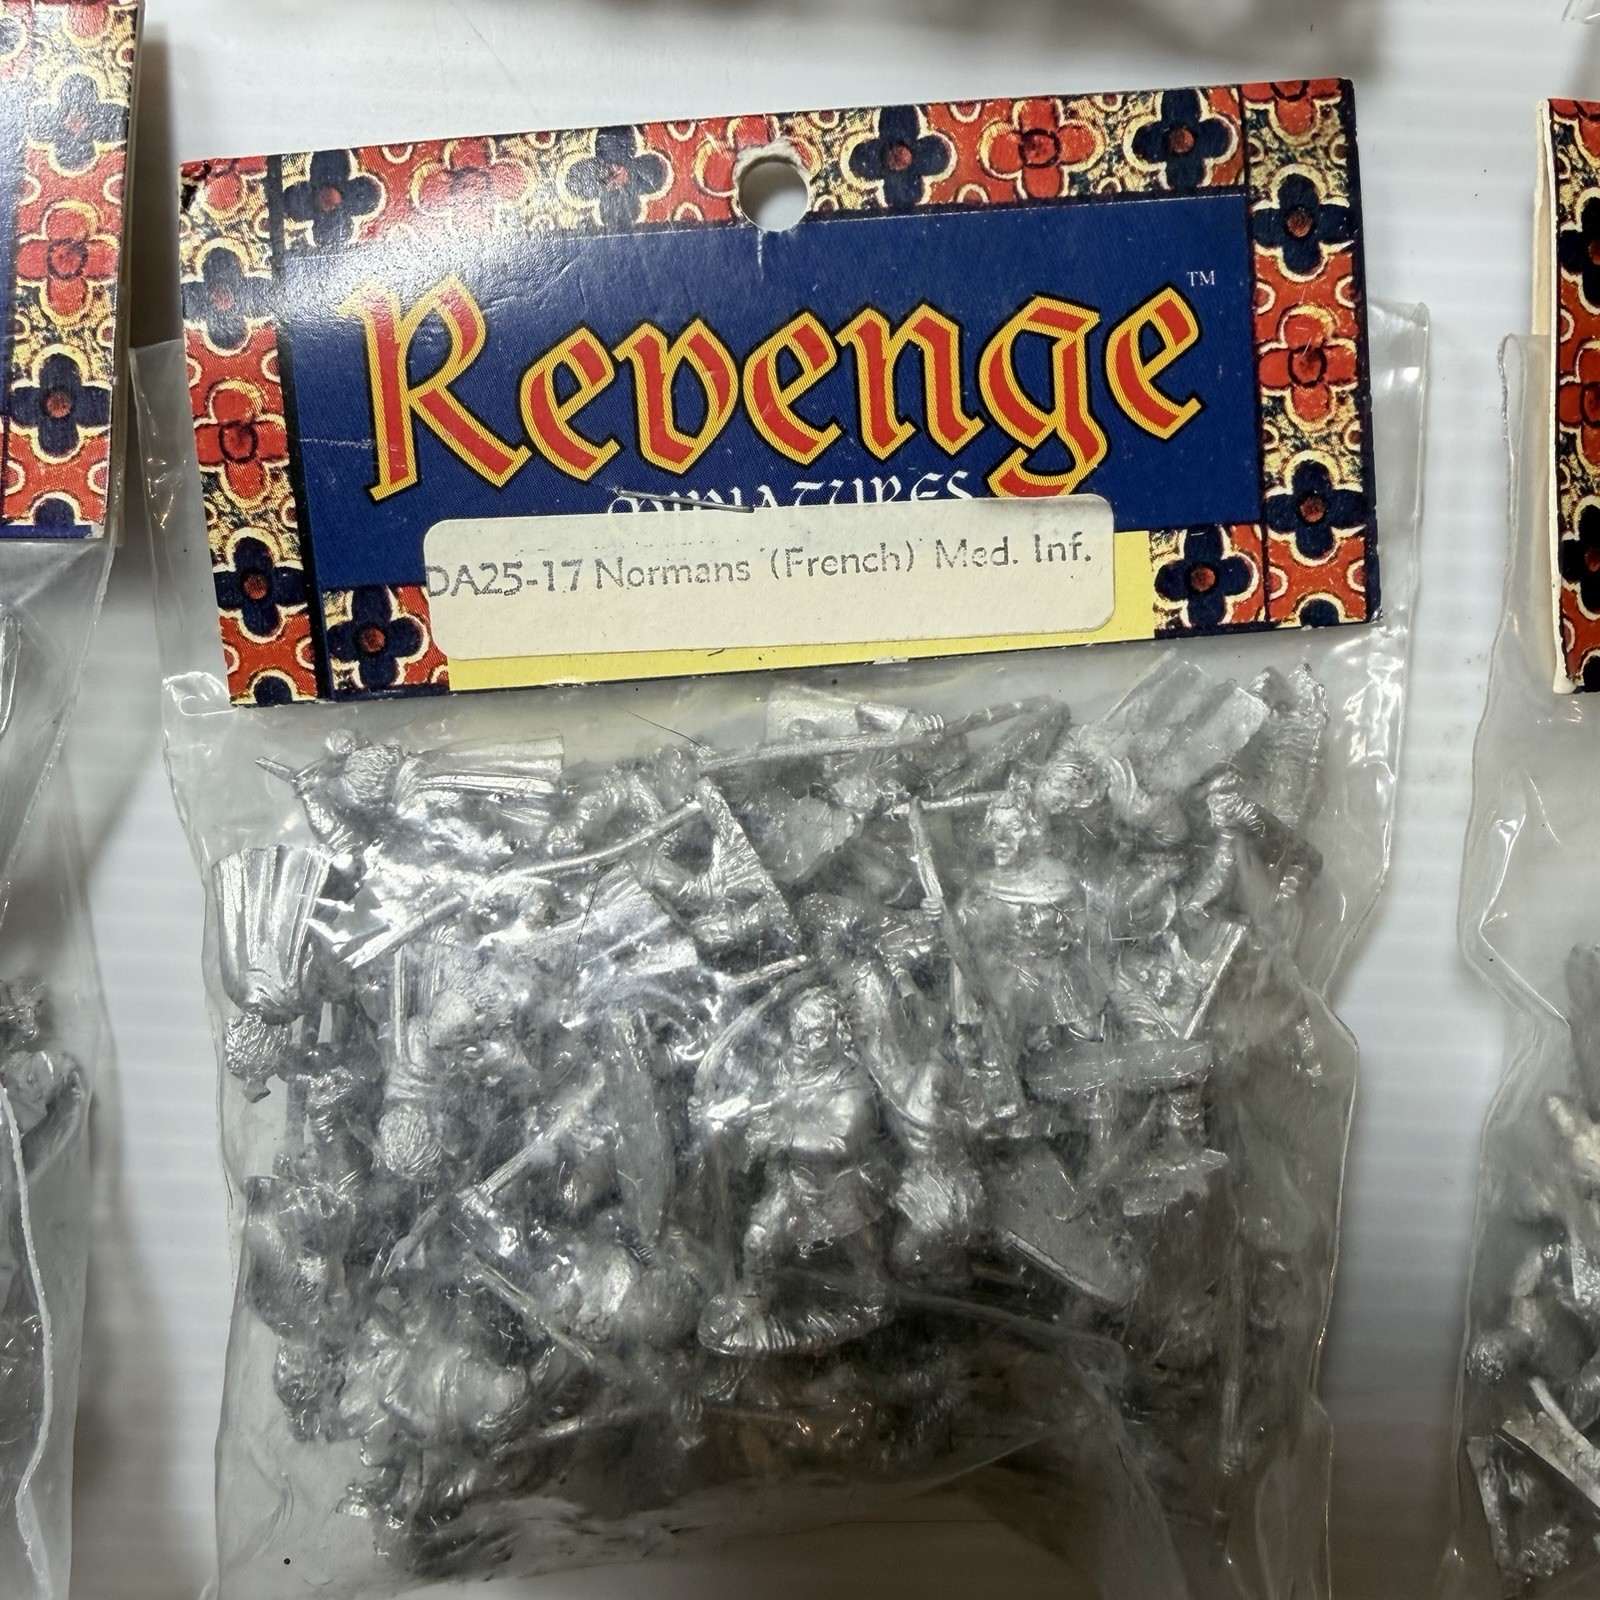 Revenge™
MINIATURES
DA25-17 Normans (French) Med. Inf.